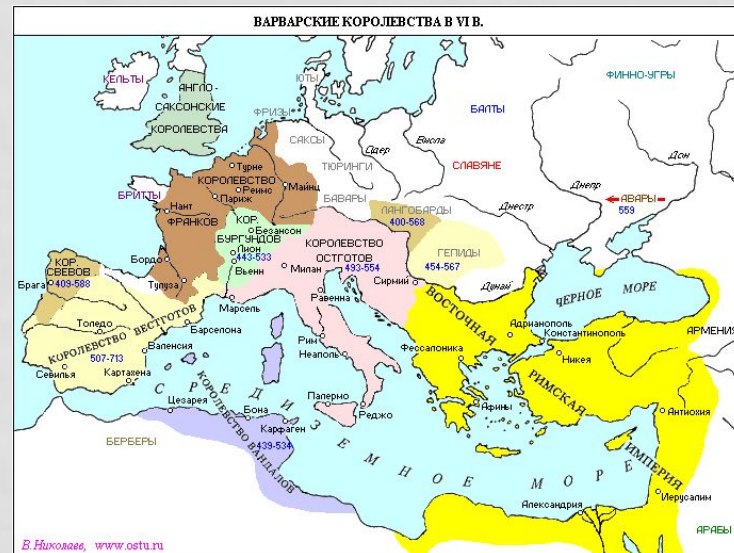 ВАРВАРСКИЕ КОРОЛЕВСТВА В VI В.
КЕЛЬТЫ
АНГЛО-
САКСОНСКИЕ
КОРОЛЕВСТВА
ЮТЫ
ФИННО-УГРЫ
БАЛТЫ
ФРИЗЫ
САКСЫ
Одер
Висла
СЛАВЯНЕ
Дон
Днепр
АВАРЫ
559
БРИТТЫ
Турне
КОРОЛЕВСТВО
Реймс
Париж
Майнц
ФРАНКОВ
Нант
ТЮРИНГИ
БАВАРЫ
ЛАНГОБАРДЫ
400-568
Днестр
ГЕПИДЫ
454-567
Дунай
КОР.
БУРГУНДОВ
Безансон
Лион
443-533
Вьенн
КОРОЛЕВСТВО
ОСТГОТОВ
493-554
Милан
Сирмий
Равенна
Бордо
Тулуза
Марсель
КОР.
СВЕВОВ
409-588
Брага
Толедо
КОРОЛЕВСТВО ВЕСТГОТОВ
507-713
Барселона
Валенсия
Севилья
Картахена
Рим
Неаполь
Палермо
Реджо
ЧЕРНОЕ МОРЕ
ВОСТОЧНАЯ
РИМСКАЯ
ИМПЕРИЯ
Адрианополь
Константинополь
Фессалоника
Никея
Афины
АРМЕНИЯ
Антиохия
Иерусалим
Александрия
АРАБЫ
СРЕДИЗЕМНОЕ МОРЕ
Цезарея
Бона
Карфаген
439-534
КОРОЛЕВСТВО ВАНДАЛОВ
БЕРБЕРЫ
В.Николаев, www.ostu.ru